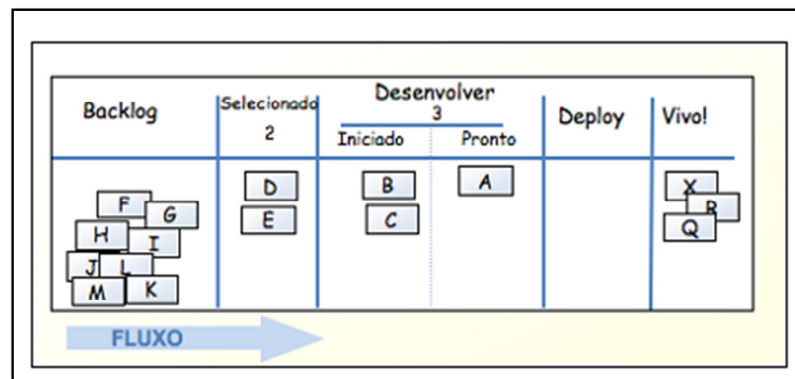 Backlog
Selecionado
2
Desenvolver
3
Iniciado
Pronto
Deploy
Vivo!
F
G
H
I
J
L
M
K
D
E
B
C
A
X
R
Q
FLUXO